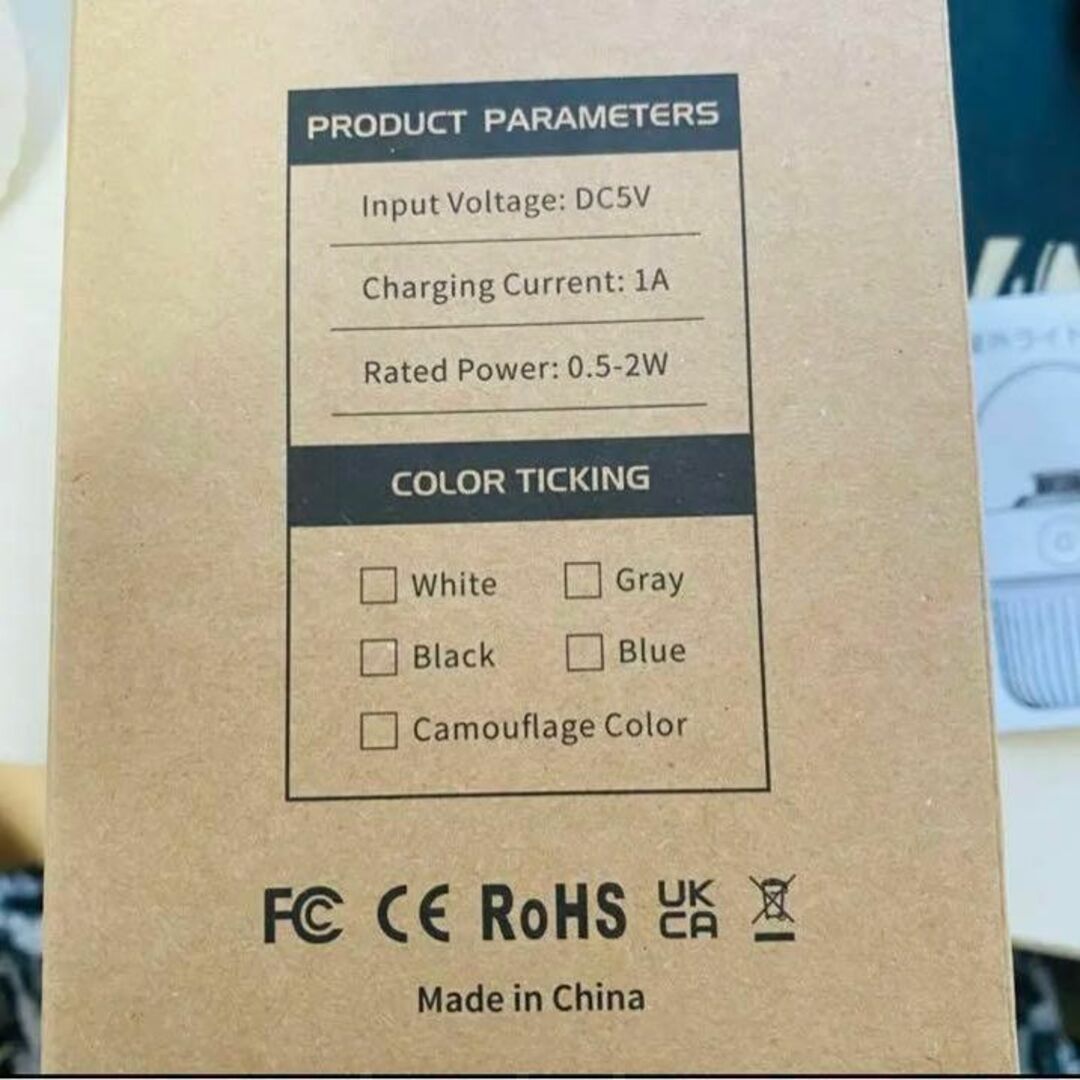 PRODUCT PARAMETERS
Input Voltage: DC5V
Charging Current: 1A
Rated Power: 0.5-2W
COLOR TICKING
White Gray
Black Blue
Camouflage Color
FC CE RoHS UK CA
Made in China